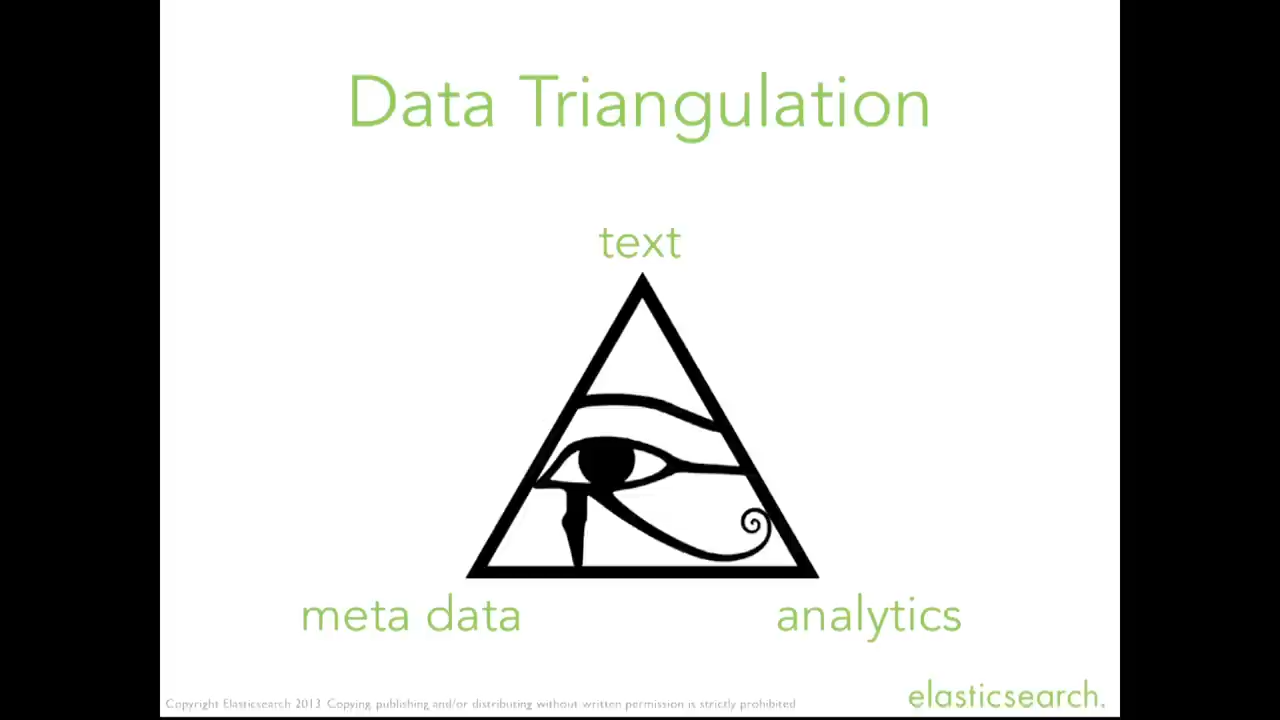 Data Triangulation
text
meta data analytics
Copyright Elasticsearch 2013 Copying, publishing and/or distributing without written permission is strictly prohibited
elasticsearch.